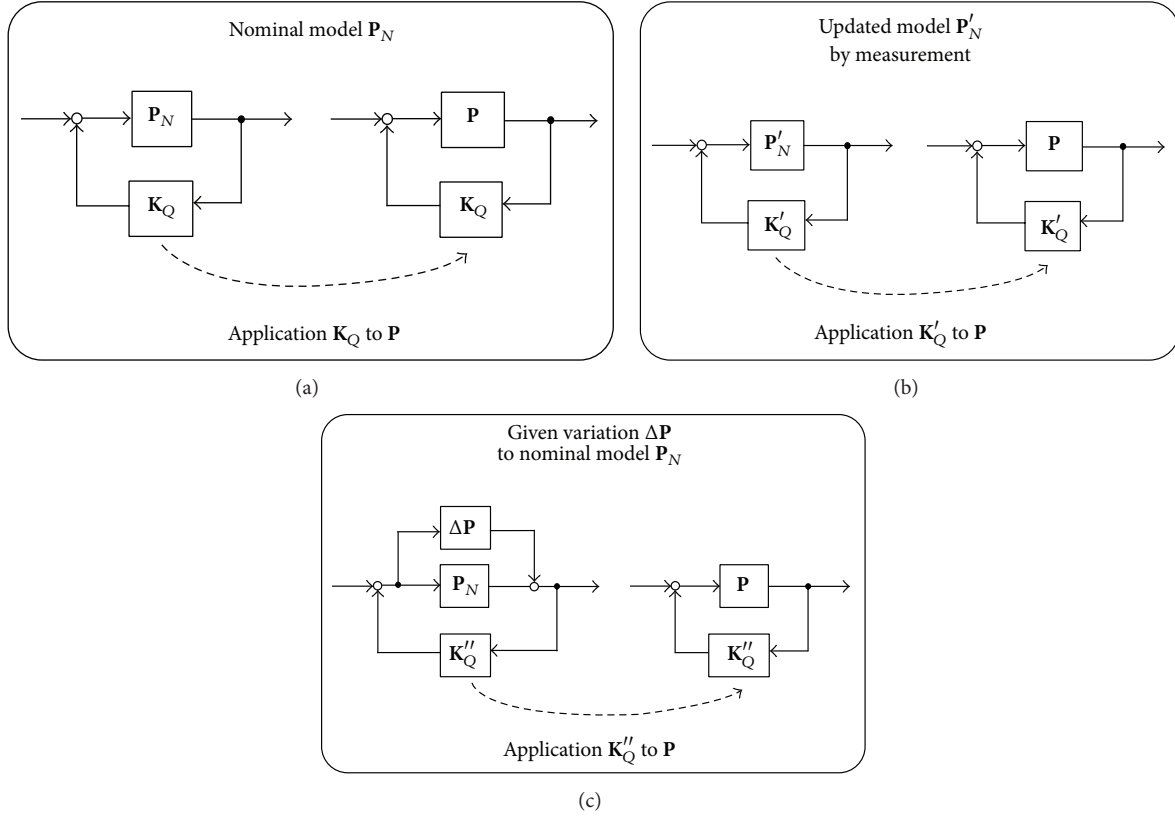 Nominal model P_N
P_N
P
K_Q
K_Q
Application K_Q to P
(a)
Updated model P′_N
by measurement
P′_N
P
K′_Q
K′_Q
Application K′_Q to P
(b)
Given variation ΔP
to nominal model P_N
ΔP
P_N
P
K″_Q
K″_Q
Application K″_Q to P
(c)